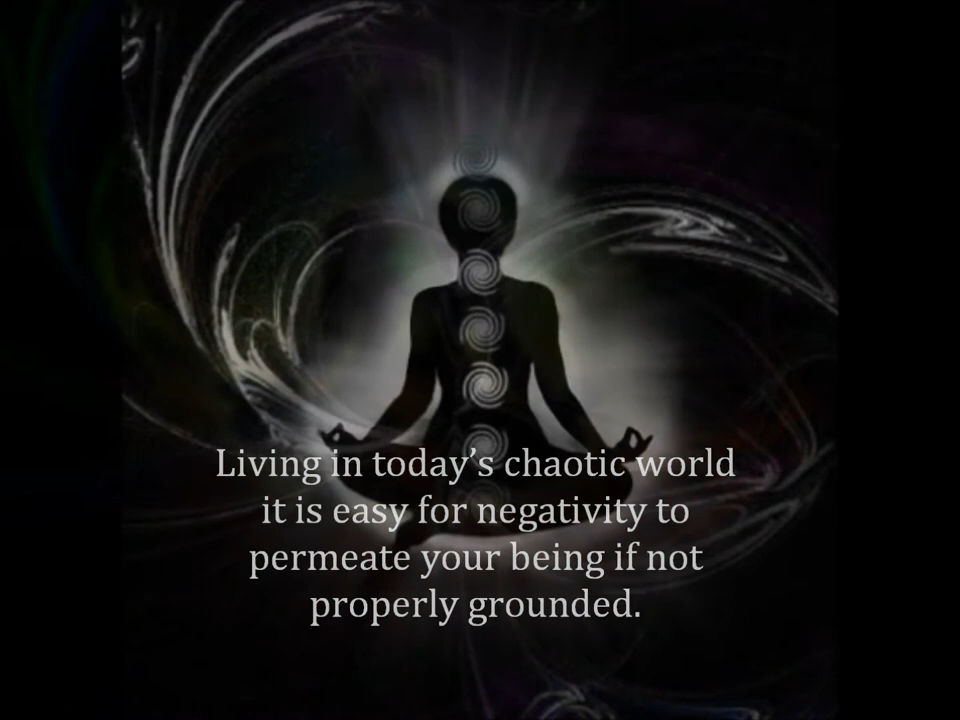 Living in today’s chaotic world
it is easy for negativity to
permeate your being if not
properly grounded.